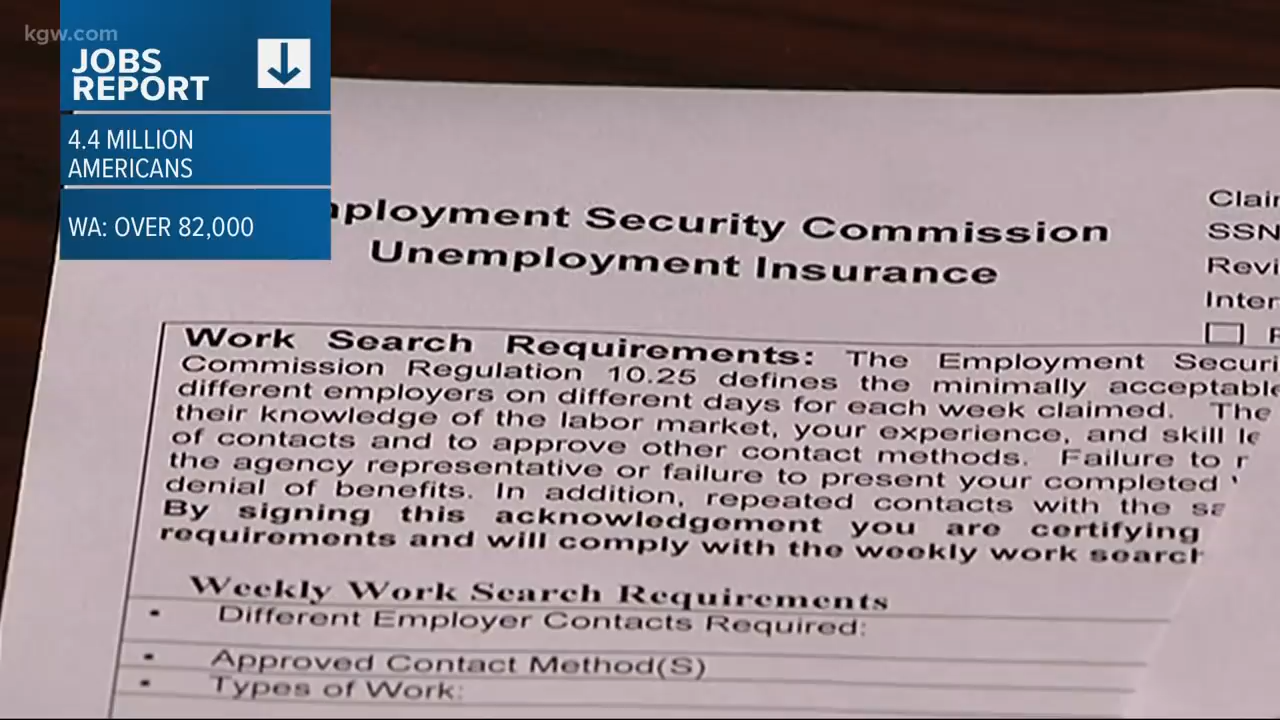 kgw.com
JOBS
REPORT
4.4 MILLION
AMERICANS
WA: OVER 82,000
Security Commission
Unemployment Insurance
SSN
Work Search Requirements: The Employment
Commission Regulation 10.25 defines the minimally
different employers on different days for each week claimed. The
their knowledge of the labor market, your experience, and skill
of contacts and to approve other contact methods. Failure to
the agency representative or failure to present your completed
denial of benefits. In addition, repeated contacts with the
By signing this acknowledgement you are certifying
requirements and will comply with the weekly work search
Weekly Work Search Requirements
• Different Employer Contacts Required:
• Approved Contact Method(S)
• Types of Work: